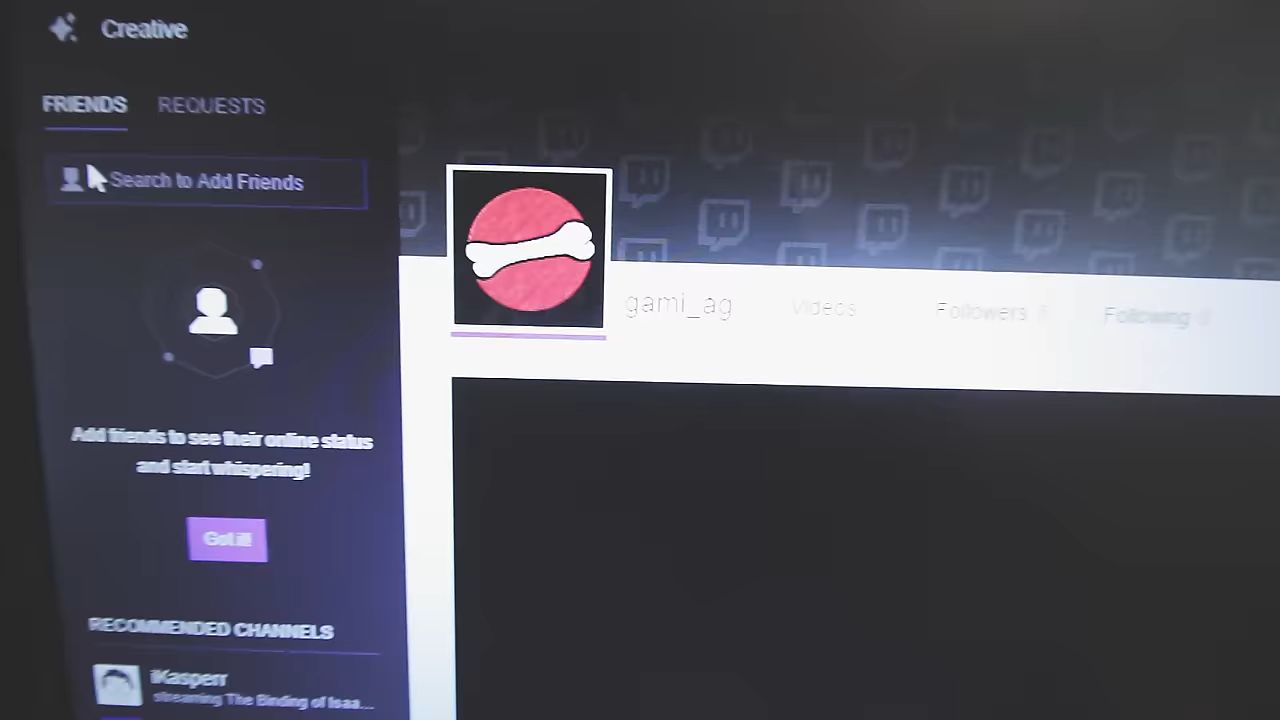 Creative
FRIENDS REQUESTS
Search to Add Friends
gami_ag Videos Followers Following
Add friends to see their online status
and start whispering!
Got it!
RECOMMENDED CHANNELS
iKasperr
streaming The Binding of Isaa...